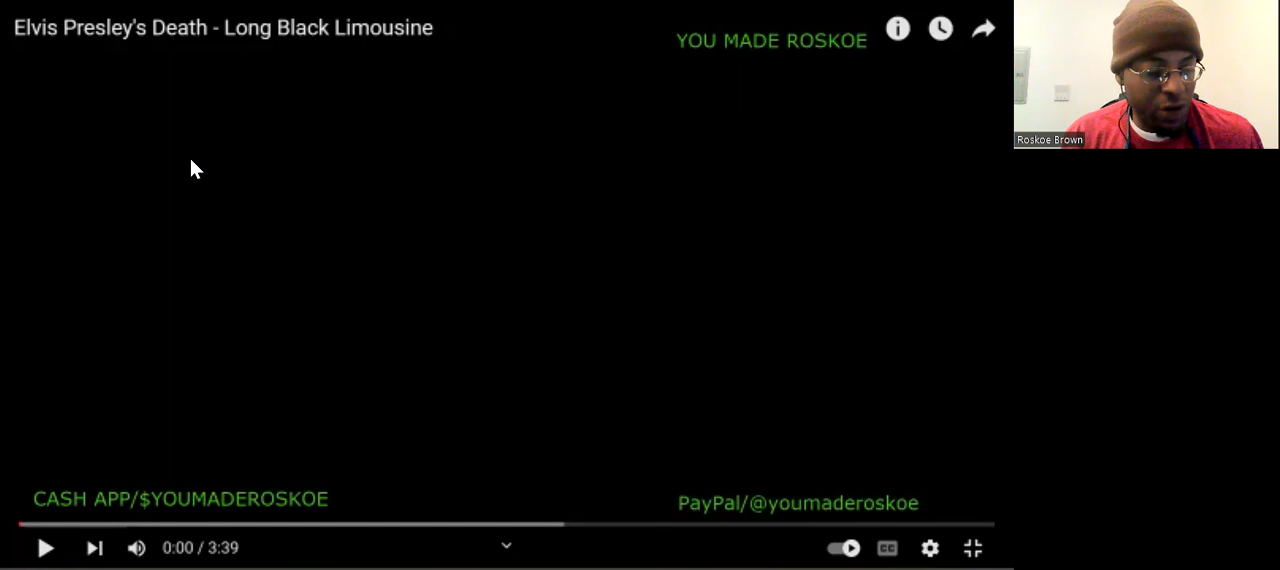 Elvis Presley's Death - Long Black Limousine
YOU MADE ROSKOE
Roskoe Brown
CASH APP/$YOUMADEROSKOE
PayPal/@youmaderoskoe
0:00 / 3:39
CC